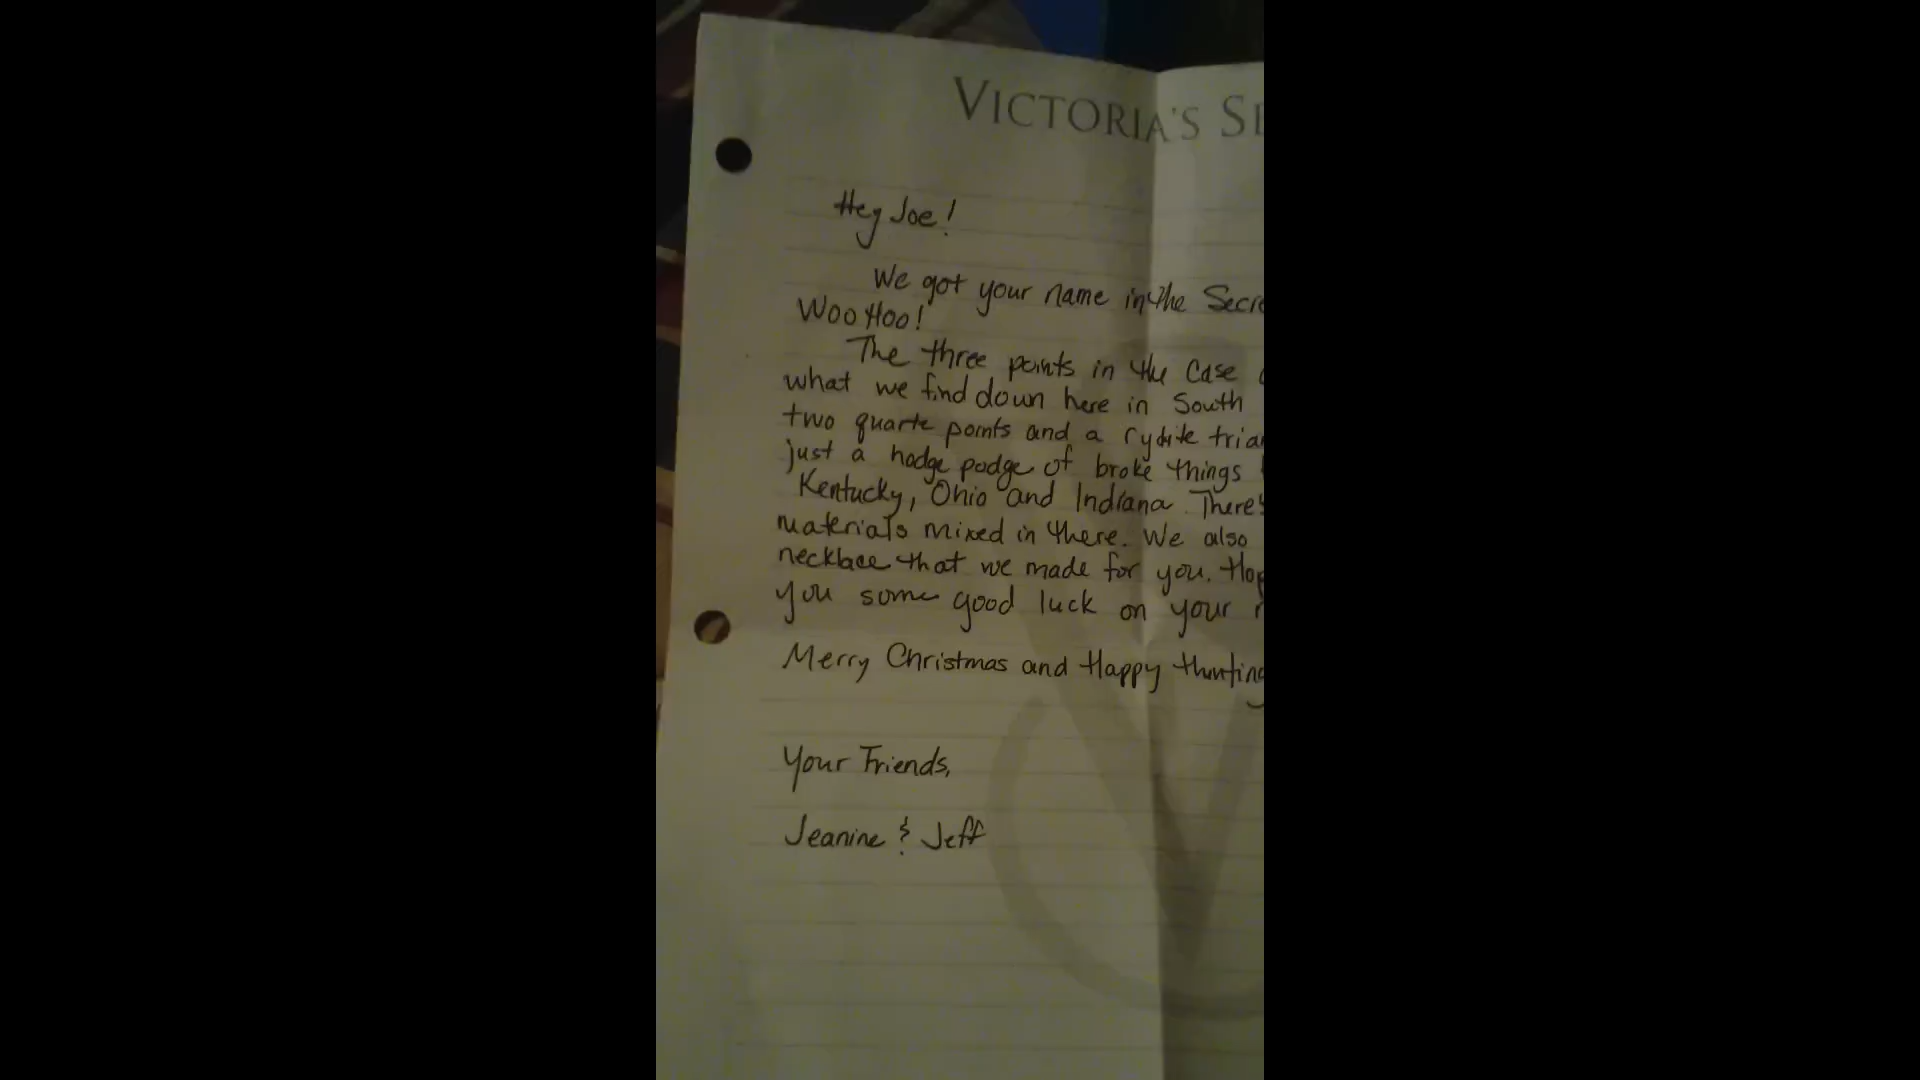 VICTORIA'S SE
Hey Joe!
We got your name in the Secre
Woo Hoo!
The three points in the case
what we find down here in South
two quarte points and a ryolite tria
just a hodge podge of broke things
Kentucky, Ohio and Indiana. There's
materials mixed in there. We also
necklace that we made for you. Hop
you some good luck on your
Merry Christmas and Happy Hunting
Your Friends,
Jeanine & Jeff